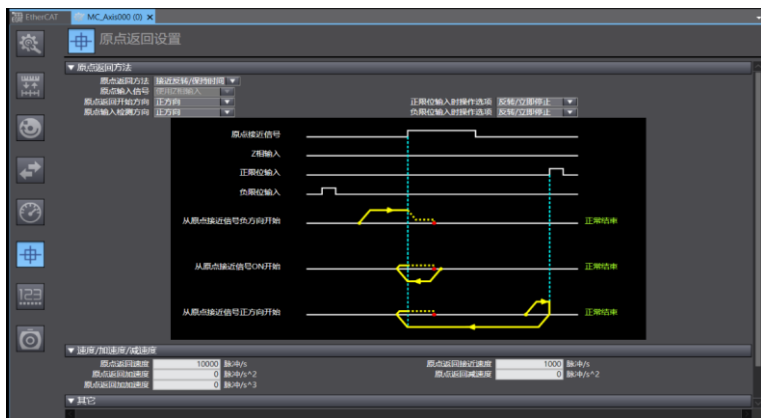 EtherCAT
MC_Axis000 (0) ×
原点返回设置
▼原点返回方法
原点返回方法 接近反转/保持时间
原点输入信号 使用Z相输入
原点返回开始方向 正方向 正限位输入时操作选项 反转/立即停止
原点输入检测方向 正方向 负限位输入时操作选项 反转/立即停止
原点接近信号
Z相输入
正限位输入
负限位输入
从原点接近信号负方向开始 正常结束
从原点接近信号ON开始 正常结束
从原点接近信号正方向开始 正常结束
▼速度/加速度/减速度
原点返回速度 10000 脉冲/s 原点返回接近速度 1000 脉冲/s
原点返回加速度 0 脉冲/s^2 原点返回减速度 0 脉冲/s^2
原点返回加加速度 0 脉冲/s^3
▼其它
123